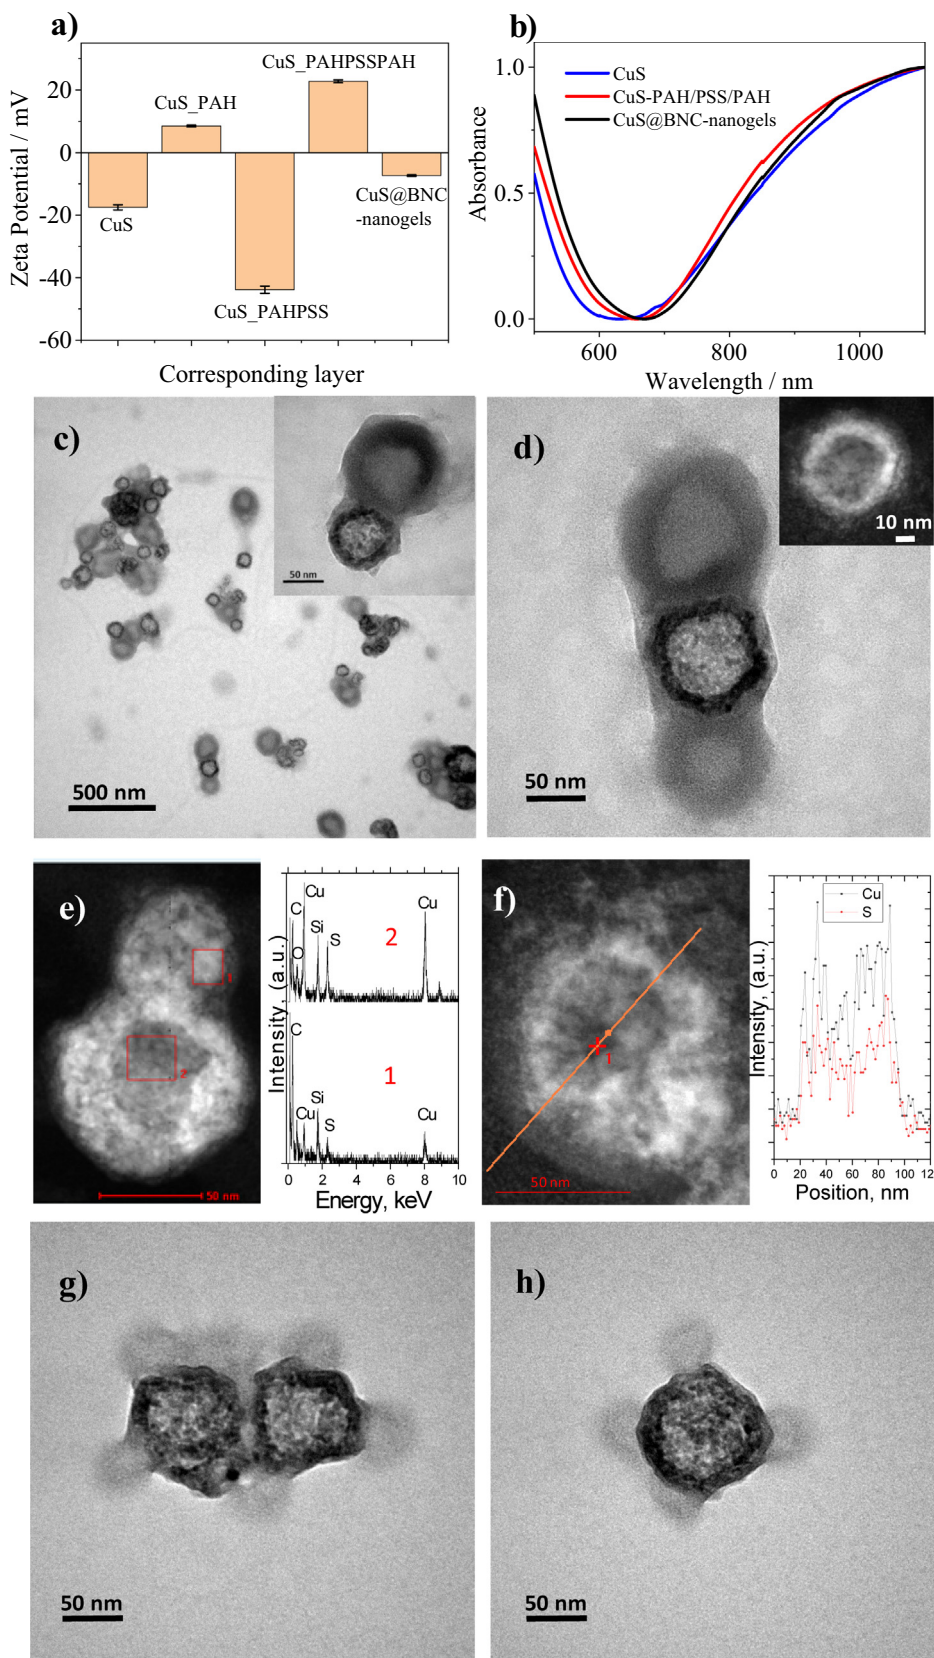 a)
Zeta Potential / mV
20
0
-20
-40
-60
CuS
CuS_PAH
CuS_PAHPSS
CuS_PAHPSSPAH
CuS@BNC
-nanogels
Corresponding layer
b)
Absorbance
1.0
0.5
0.0
CuS
CuS-PAH/PSS/PAH
CuS@BNC-nanogels
600
800
1000
Wavelength / nm
c)
50 nm
500 nm
d)
10 nm
50 nm
e)
1
2
50 nm
Intensity, (a.u.)
C
O
Cu
Si
S
Cu
2
C
Cu
Si
S
Cu
1
0 2 4 6 8 10
Energy, keV
f)
1
50 nm
Intensity, (a.u.)
Cu
S
0 20 40 60 80 100 12
Position, nm
g)
50 nm
h)
50 nm